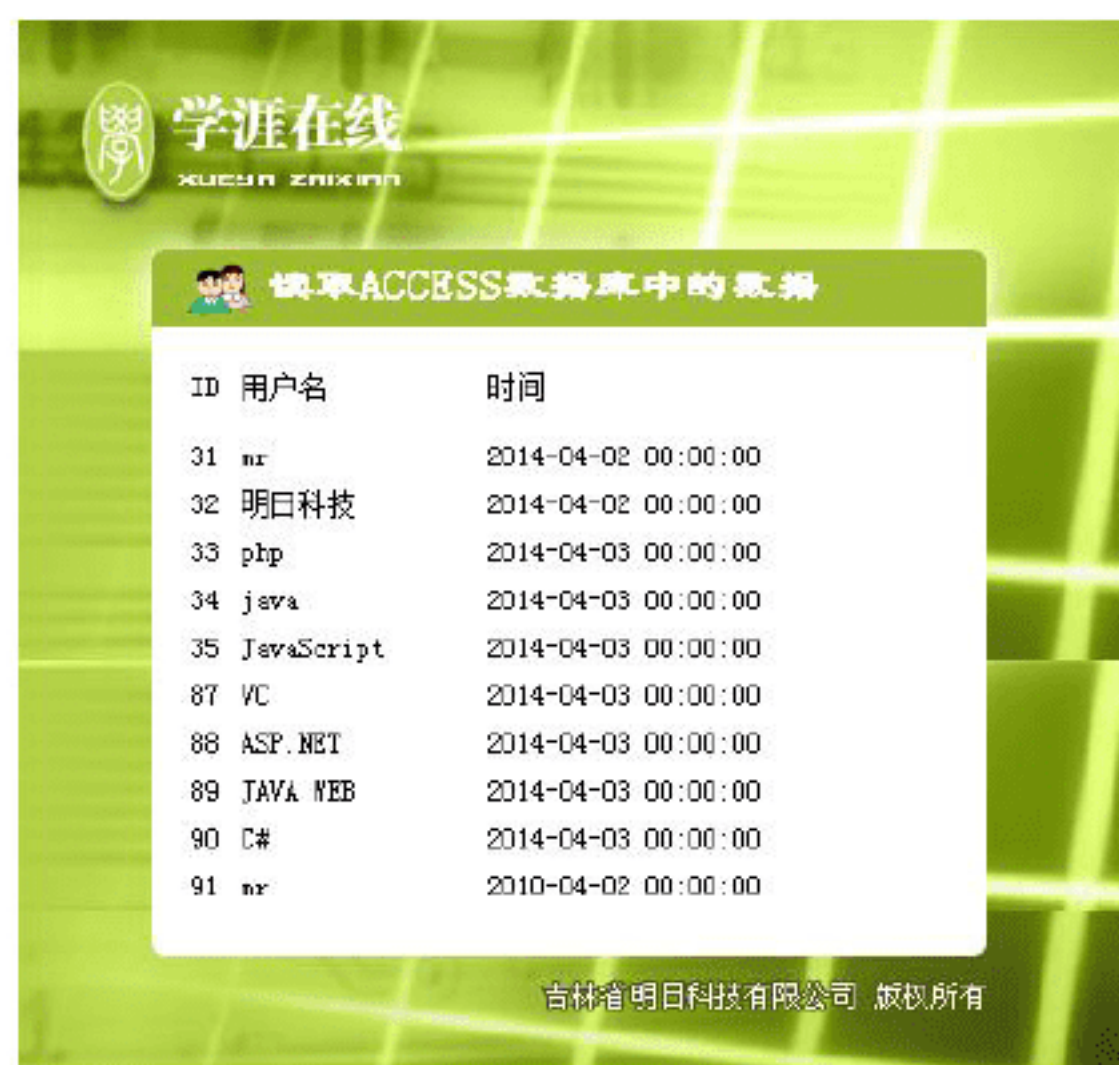 学涯在线
XUEYA ZAIXIAN
读取ACCESS数据库中的数据
ID 用户名 时间
31 mr 2014-04-02 00:00:00
32 明日科技 2014-04-02 00:00:00
33 php 2014-04-03 00:00:00
34 java 2014-04-03 00:00:00
35 JavaScript 2014-04-03 00:00:00
87 VC 2014-04-03 00:00:00
88 ASP.NET 2014-04-03 00:00:00
89 JAVA WEB 2014-04-03 00:00:00
90 C# 2014-04-03 00:00:00
91 mr 2010-04-02 00:00:00
吉林省明日科技有限公司 版权所有